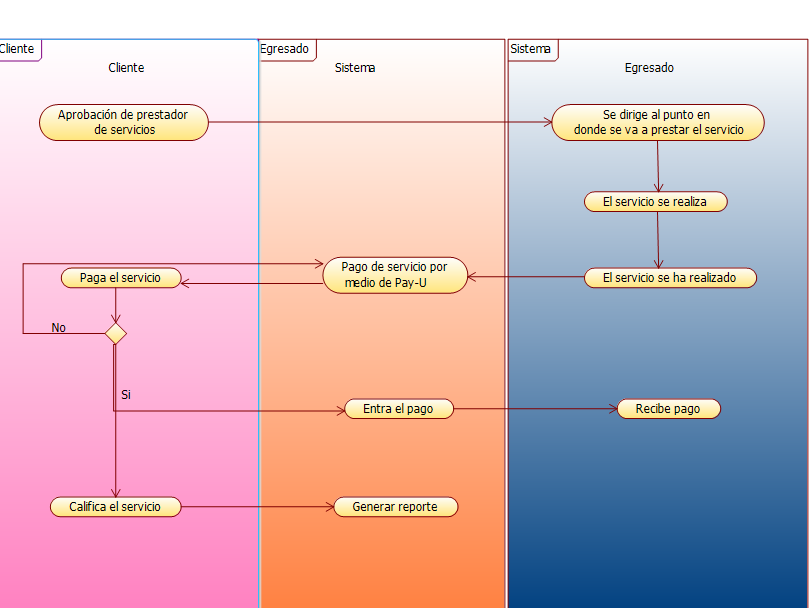 Cliente
Egresado
Sistema
Cliente
Sistema
Egresado
Aprobación de prestador
de servicios
Se dirige al punto en
donde se va a prestar el servicio
El servicio se realiza
Pago de servicio por
medio de Pay-U
Paga el servicio
El servicio se ha realizado
No
Si
Entra el pago
Recibe pago
Califica el servicio
Generar reporte